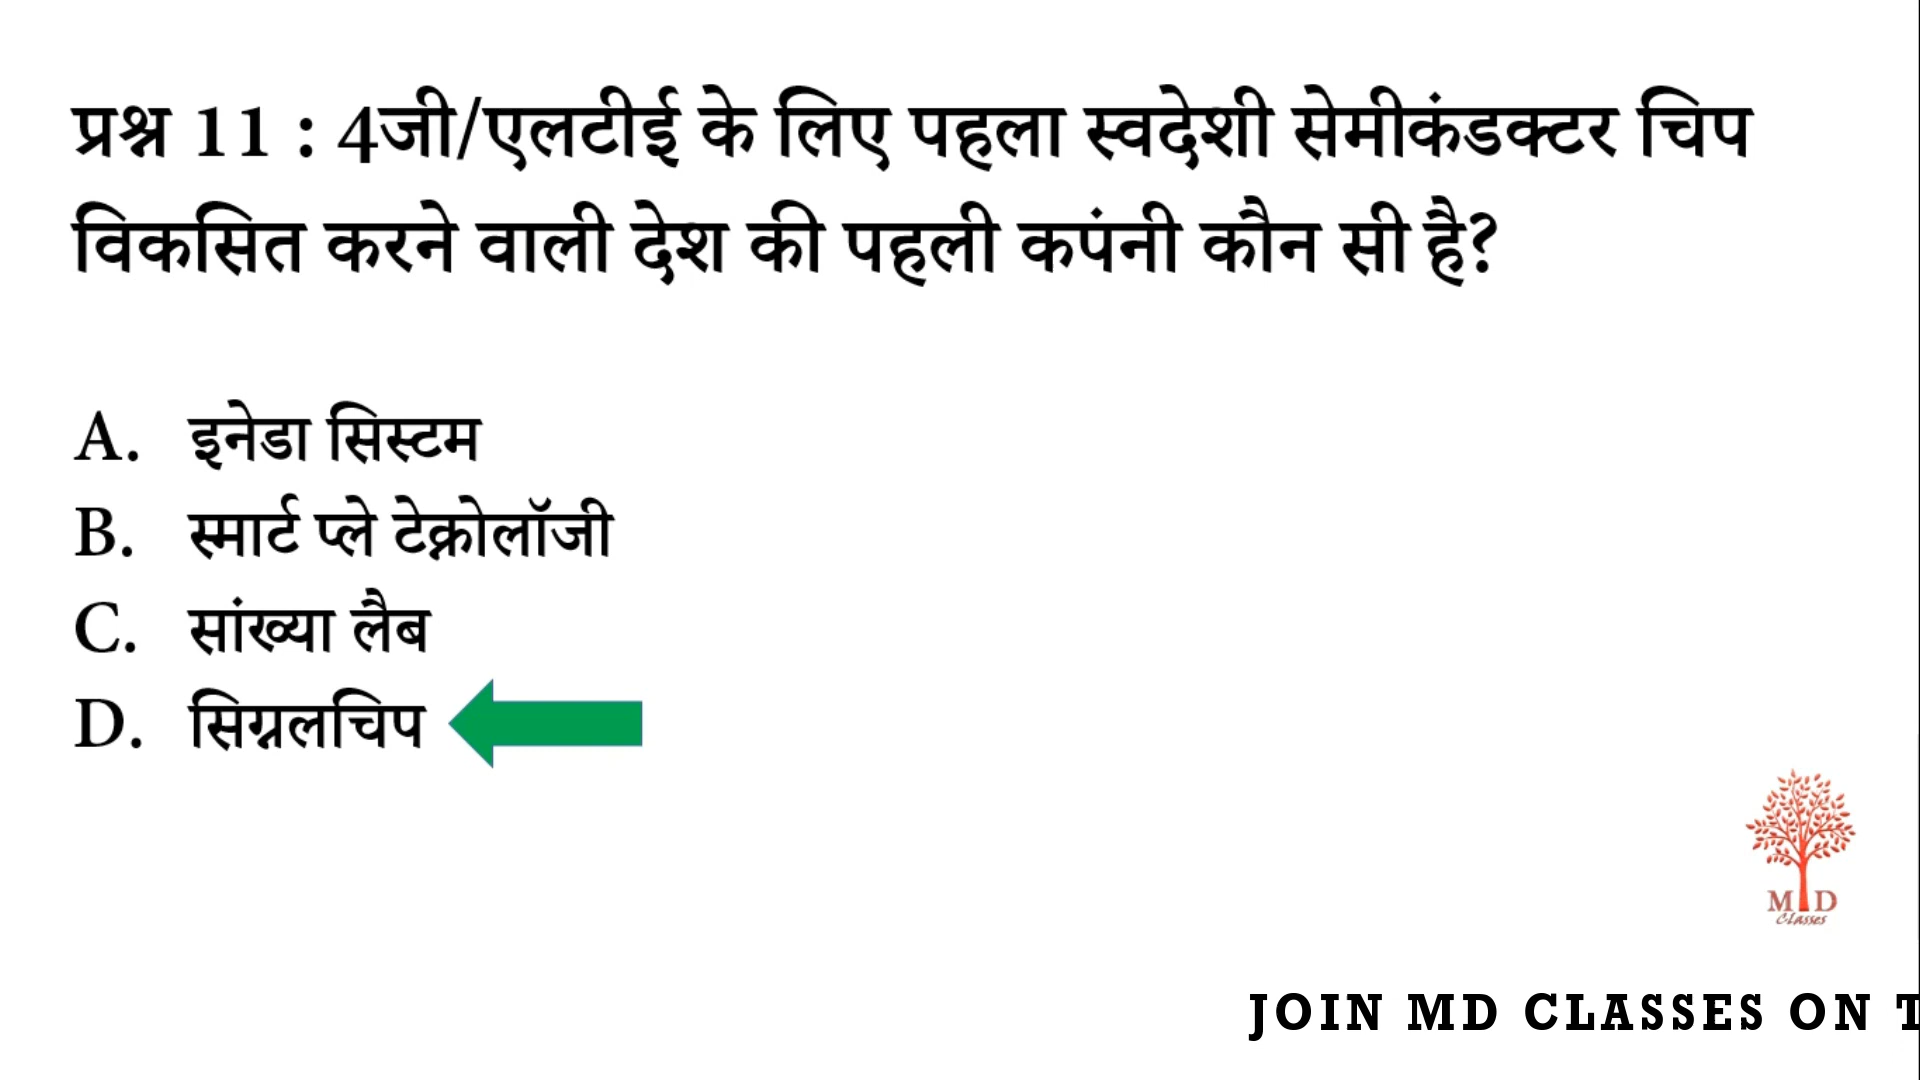 प्रश्न 11 : 4जी/एलटीई के लिए पहला स्वदेशी सेमीकंडक्टर चिप
विकसित करने वाली देश की पहली कपंनी कौन सी है?
A. इनेडा सिस्टम
B. स्मार्ट प्ले टेक्नोलॉजी
C. सांख्या लैब
D. सिग्नलचिप
M D
Classes
JOIN MD CLASSES ON T